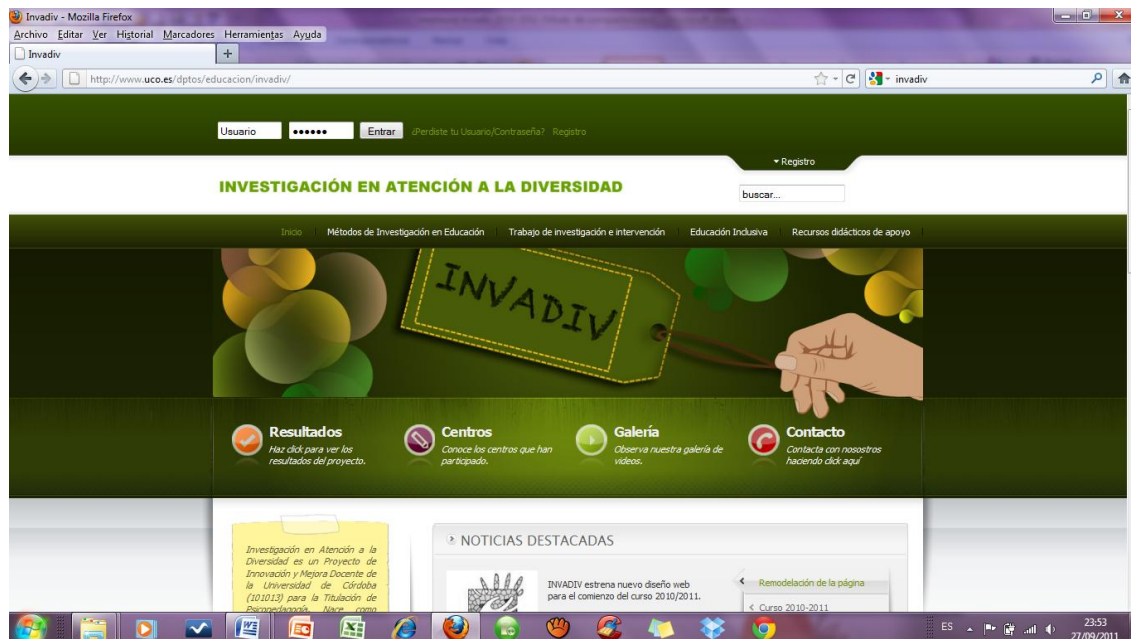 Invadiv - Mozilla Firefox
Archivo Editar Ver Historial Marcadores Herramientas Ayuda
Invadiv
http://www.uco.es/dptos/educacion/invadiv/
invadiv
Usuario
Entrar
¿Perdiste tu Usuario/Contraseña? Registro
Registro
INVESTIGACIÓN EN ATENCIÓN A LA DIVERSIDAD
buscar...
Inicio
Métodos de Investigación en Educación
Trabajo de investigación e intervención
Educación Inclusiva
Recursos didácticos de apoyo
INVADIV
Resultados
Haz click para ver los
resultados del proyecto.
Centros
Conoce los centros que han
participado.
Galería
Observa nuestra galería de
videos.
Contacto
Contacta con nosostros
haciendo click aquí
Investigación en Atención a la
Diversidad es un Proyecto de
Innovación y Mejora Docente de
la Universidad de Córdoba
(101013) para la Titulación de
Psicopedagogía. Nace como
NOTICIAS DESTACADAS
INVADIV estrena nuevo diseño web
para el comienzo del curso 2010/2011.
Remodelación de la página
Curso 2010-2011
ES
23:53
27/09/2011